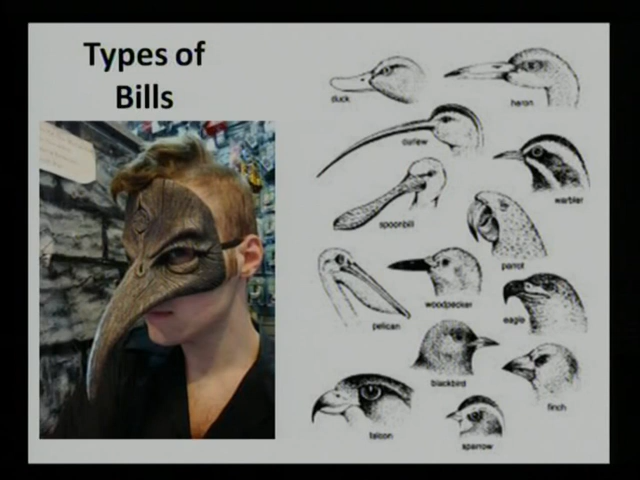 Types of
Bills
duck
heron
curlew
warbler
spoonbill
parrot
woodpecker
pelican
eagle
blackbird
finch
falcon
sparrow